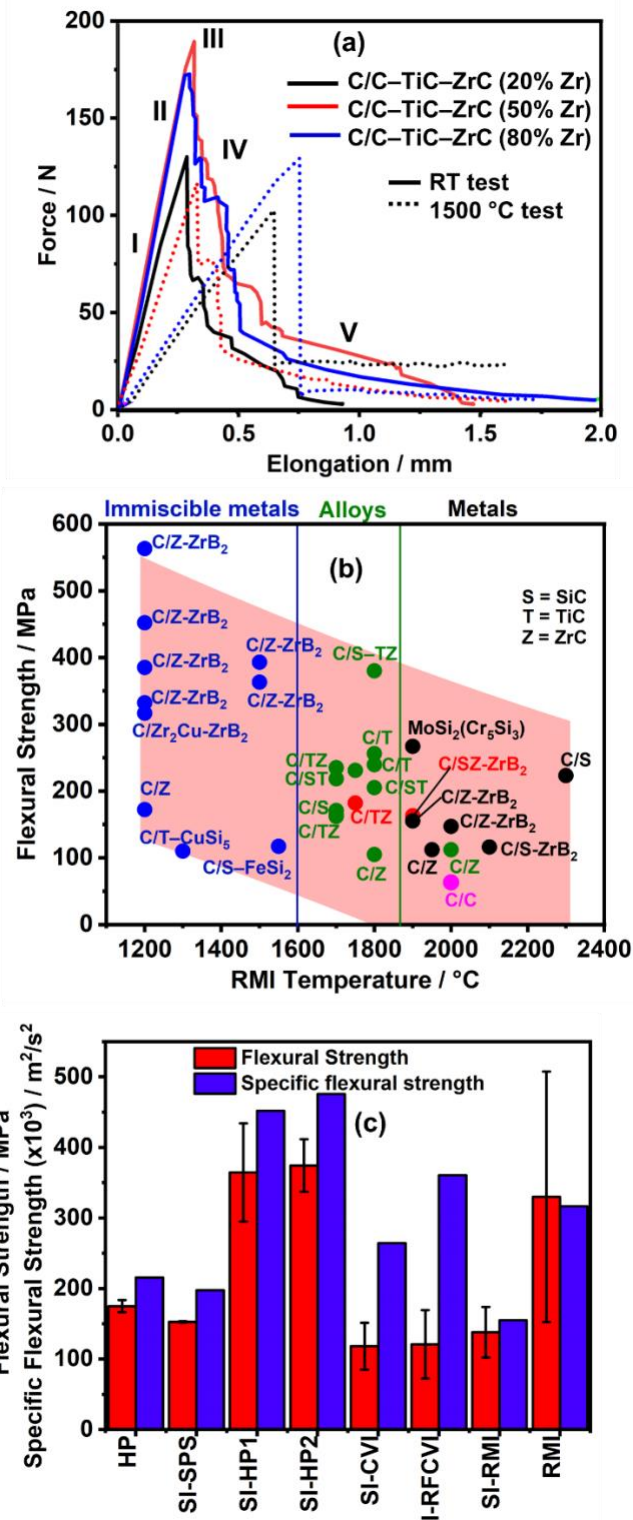 (a)
C/C–TiC–ZrC (20% Zr)
C/C–TiC–ZrC (50% Zr)
C/C–TiC–ZrC (80% Zr)
RT test
1500 °C test
I
II
III
IV
V
200
150
100
50
0
0.0 0.5 1.0 1.5 2.0
Force / N
Elongation / mm
Immiscible metals Alloys Metals
(b)
S = SiC
T = TiC
Z = ZrC
600
500
400
300
200
100
0
C/Z-ZrB2
C/Z-ZrB2
C/Z-ZrB2
C/Z-ZrB2
C/Z-ZrB2
C/Z-ZrB2
C/Zr2Cu-ZrB2
C/Z
C/T–CuSi5
C/S–FeSi2
C/S–TZ
C/T
C/T
C/TZ
C/ST
C/ST
C/S
C/TZ
C/TZ
C/Z
MoSi2(Cr5Si3)
C/SZ-ZrB2
C/Z-ZrB2
C/Z-ZrB2
C/S-ZrB2
C/Z
C/Z
C/C
C/S
1200 1400 1600 1800 2000 2200 2400
Flexural Strength / MPa
RMI Temperature / °C
Flexural Strength
Specific flexural strength
(c)
500
450
400
350
300
200
100
0
Flexural Strength / MPa
Specific Flexural Strength (x10³) / m²/s²
HP
SI-SPS
SI-HP1
SI-HP2
SI-CVI
I-RFCVI
SI-RMI
RMI